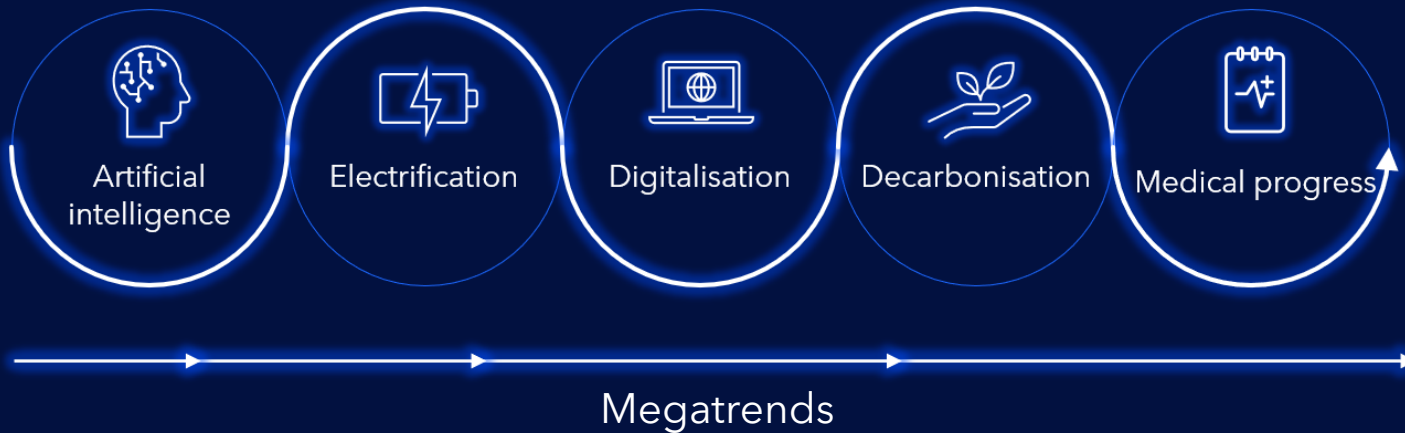 Artificial
intelligence
Electrification
Digitalisation
Decarbonisation
Medical progress
Megatrends